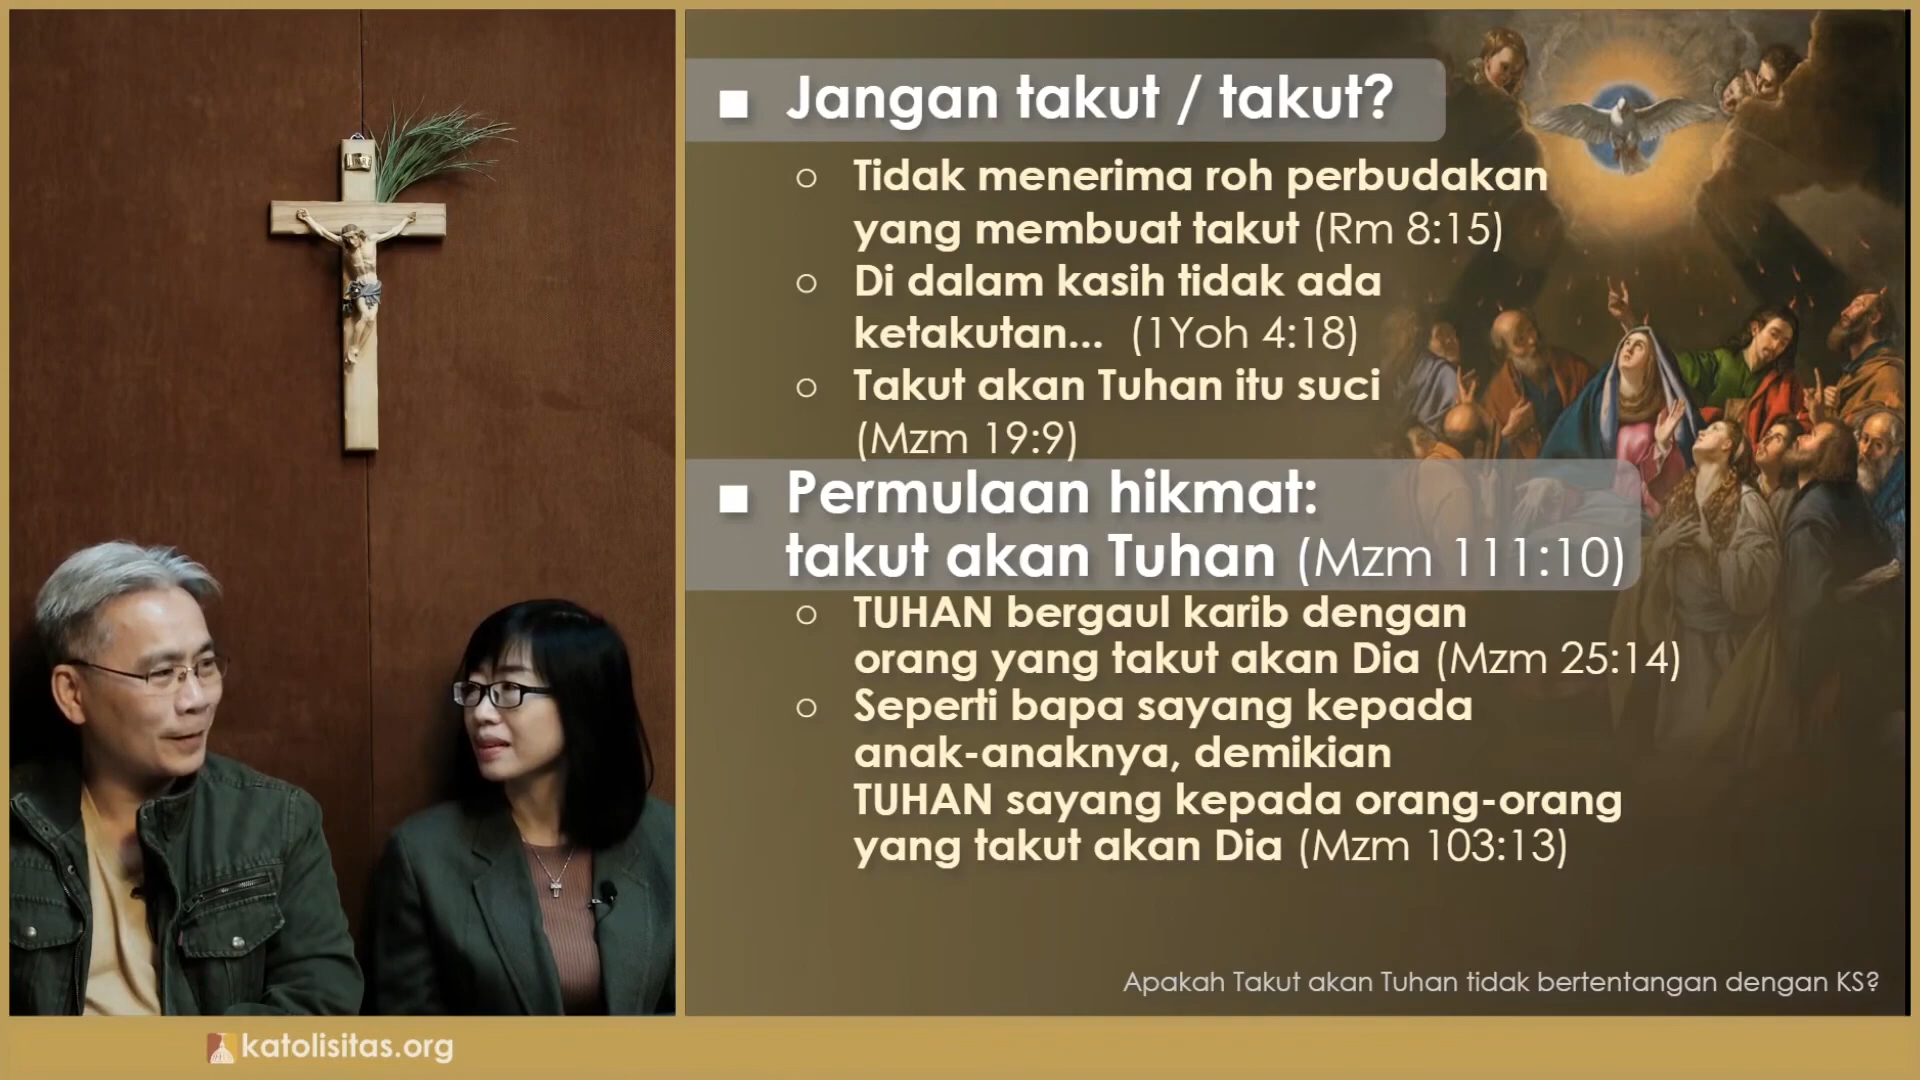 ■ Jangan takut / takut?
○ Tidak menerima roh perbudakan
yang membuat takut (Rm 8:15)
○ Di dalam kasih tidak ada
ketakutan... (1Yoh 4:18)
○ Takut akan Tuhan itu suci
(Mzm 19:9)
■ Permulaan hikmat:
takut akan Tuhan (Mzm 111:10)
○ TUHAN bergaul karib dengan
orang yang takut akan Dia (Mzm 25:14)
○ Seperti bapa sayang kepada
anak-anaknya, demikian
TUHAN sayang kepada orang-orang
yang takut akan Dia (Mzm 103:13)
Apakah Takut akan Tuhan tidak bertentangan dengan KS?
katolisitas.org